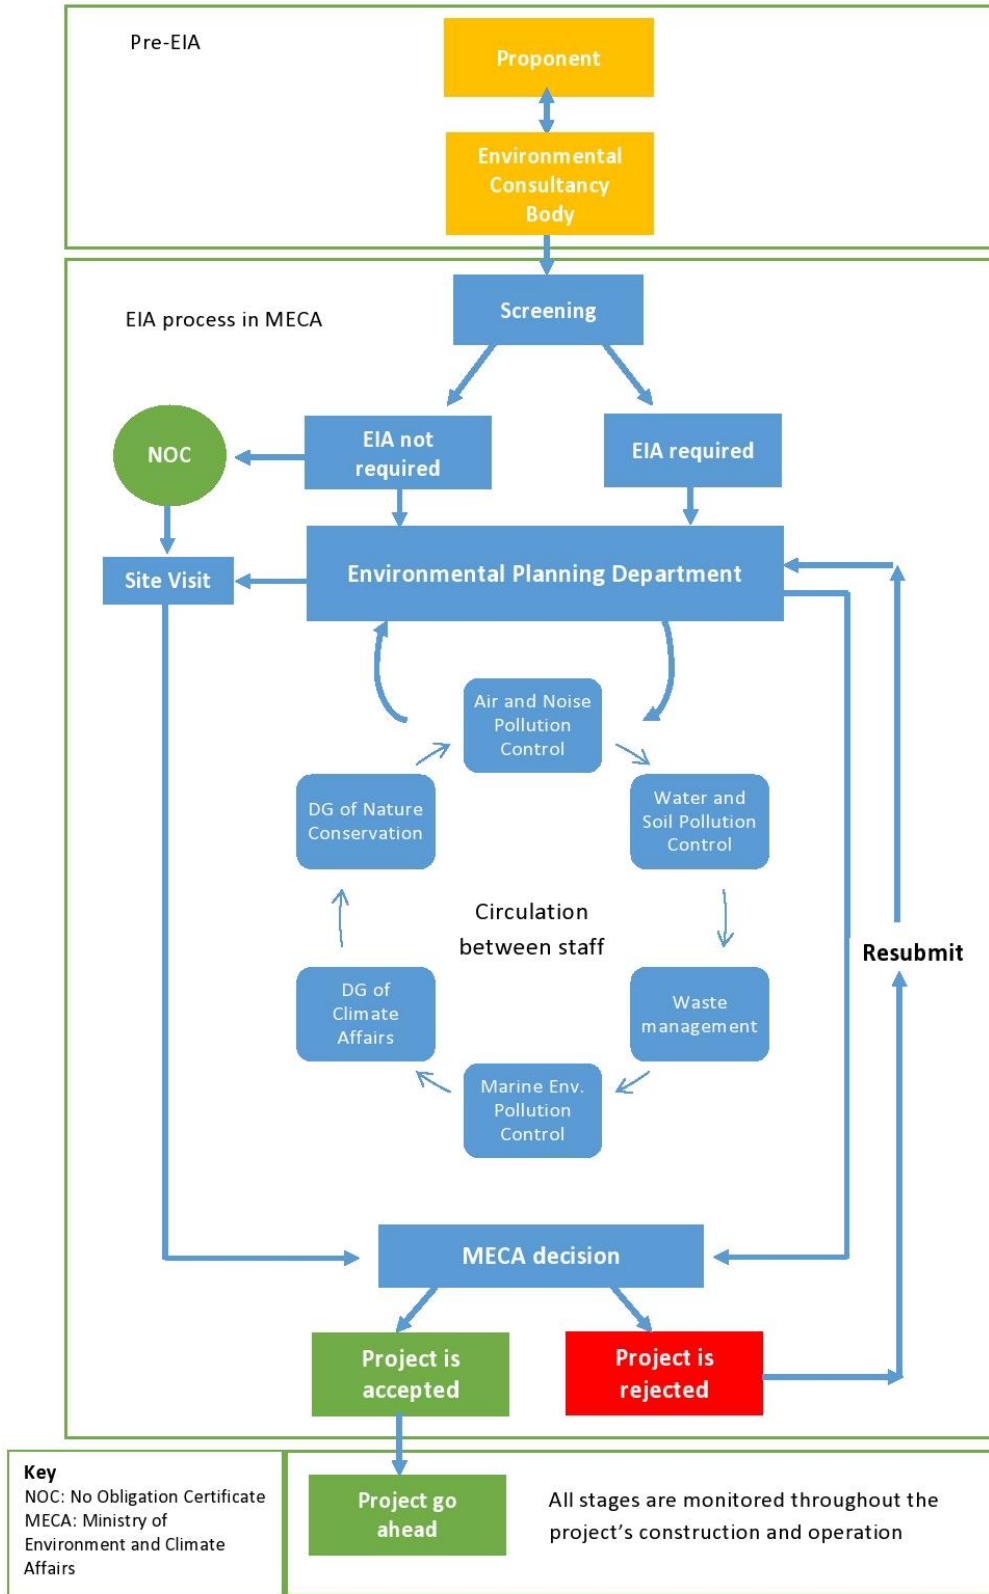 Pre-EIA
Proponent
Environmental
Consultancy
Body
EIA process in MECA
Screening
NOC
EIA not
required
EIA required
Site Visit
Environmental Planning Department
Air and Noise
Pollution
Control
DG of Nature
Conservation
Water and
Soil Pollution
Control
Circulation
between staff
Resubmit
DG of
Climate
Affairs
Waste
management
Marine Env.
Pollution
Control
MECA decision
Project is
accepted
Project is
rejected
Key
NOC: No Obligation Certificate
MECA: Ministry of
Environment and Climate
Affairs
Project go
ahead
All stages are monitored throughout the
project’s construction and operation